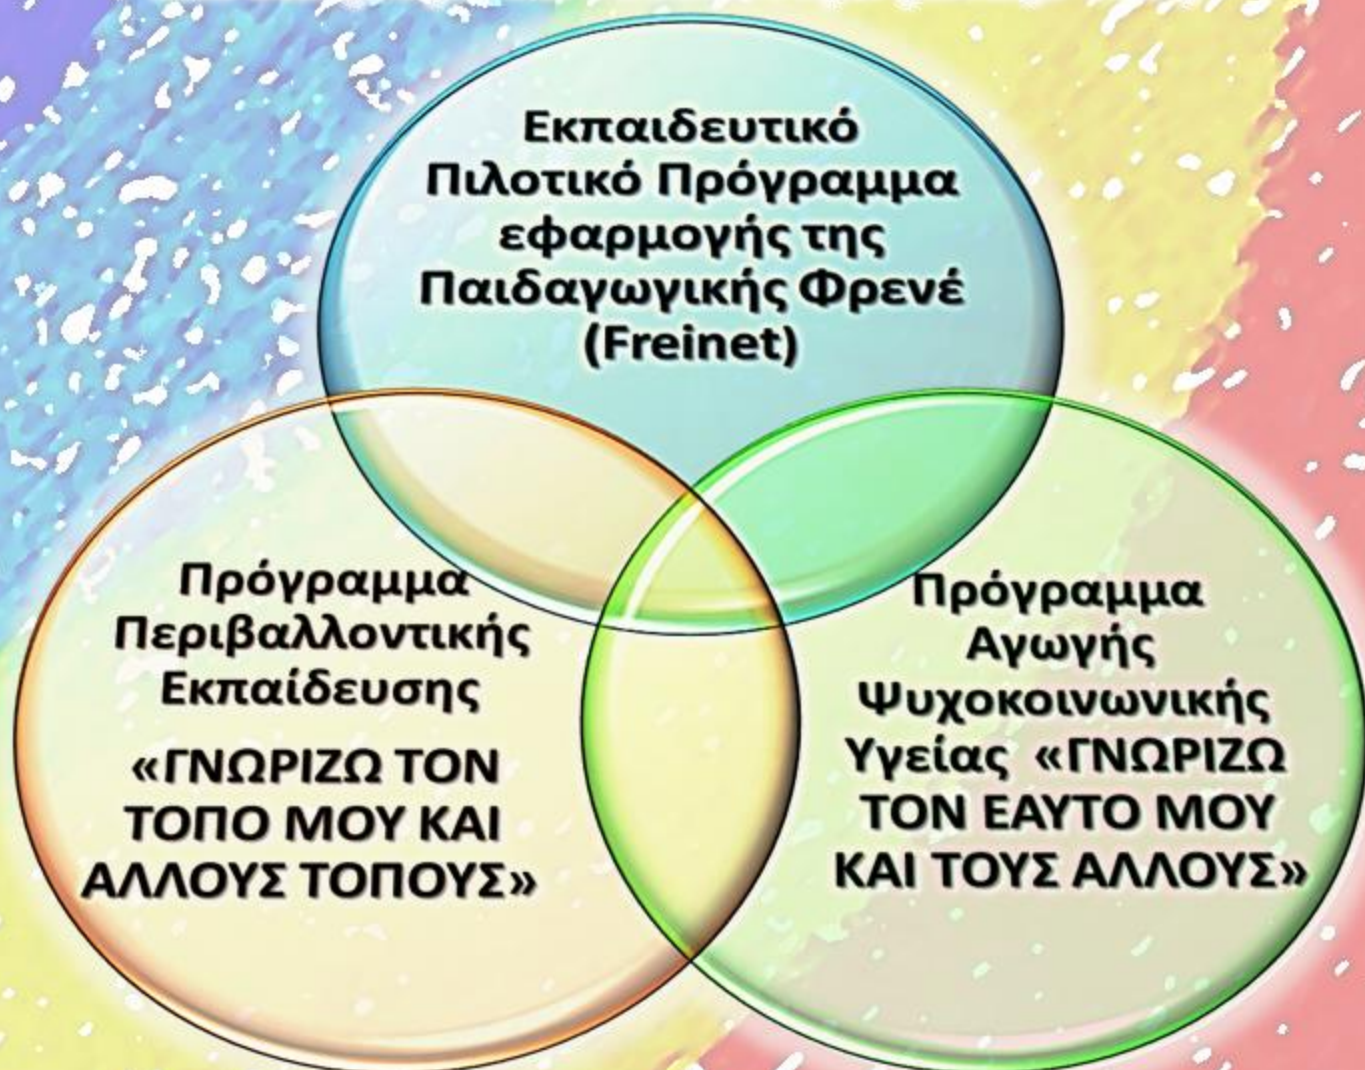 Εκπαιδευτικό
Πιλοτικό Πρόγραμμα
εφαρμογής της
Παιδαγωγικής Φρενέ
(Freinet)
Πρόγραμμα
Περιβαλλοντικής
Εκπαίδευσης
«ΓΝΩΡΙΖΩ ΤΟΝ
ΤΟΠΟ ΜΟΥ ΚΑΙ
ΑΛΛΟΥΣ ΤΟΠΟΥΣ»
Πρόγραμμα
Αγωγής
Ψυχοκοινωνικής
Υγείας «ΓΝΩΡΙΖΩ
ΤΟΝ ΕΑΥΤΟ ΜΟΥ
ΚΑΙ ΤΟΥΣ ΑΛΛΟΥΣ»